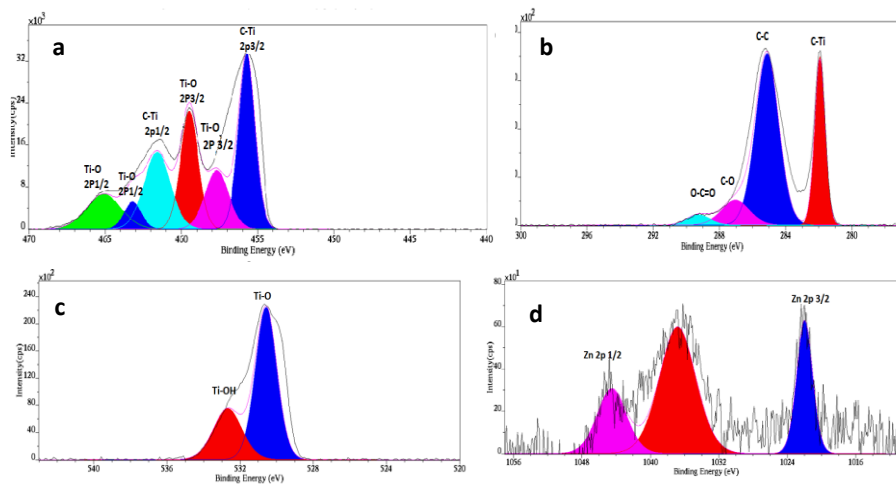 a
x10³
32
24
16
8
0
Intensity(cps)
C-Ti
2p3/2
Ti-O
2P3/2
C-Ti
2p1/2
Ti-O
2P 3/2
Ti-O
2P1/2
Ti-O
2P1/2
470 465 460 455 450 445 440
Binding Energy (eV)
b
x10²
Intensity (cps)
C-C
C-Ti
C-O
O-C=O
300 296 292 288 284 280
Binding Energy (eV)
c
x10²
240
200
160
120
80
40
Intensity(cps)
Ti-O
Ti-OH
540 536 532 528 524 520
Binding Energy (eV)
d
x10¹
80
60
40
20
0
Intensity(cps)
Zn 2p 3/2
Zn 2p 1/2
1056 1048 1040 1032 1024 1016
Binding Energy (eV)